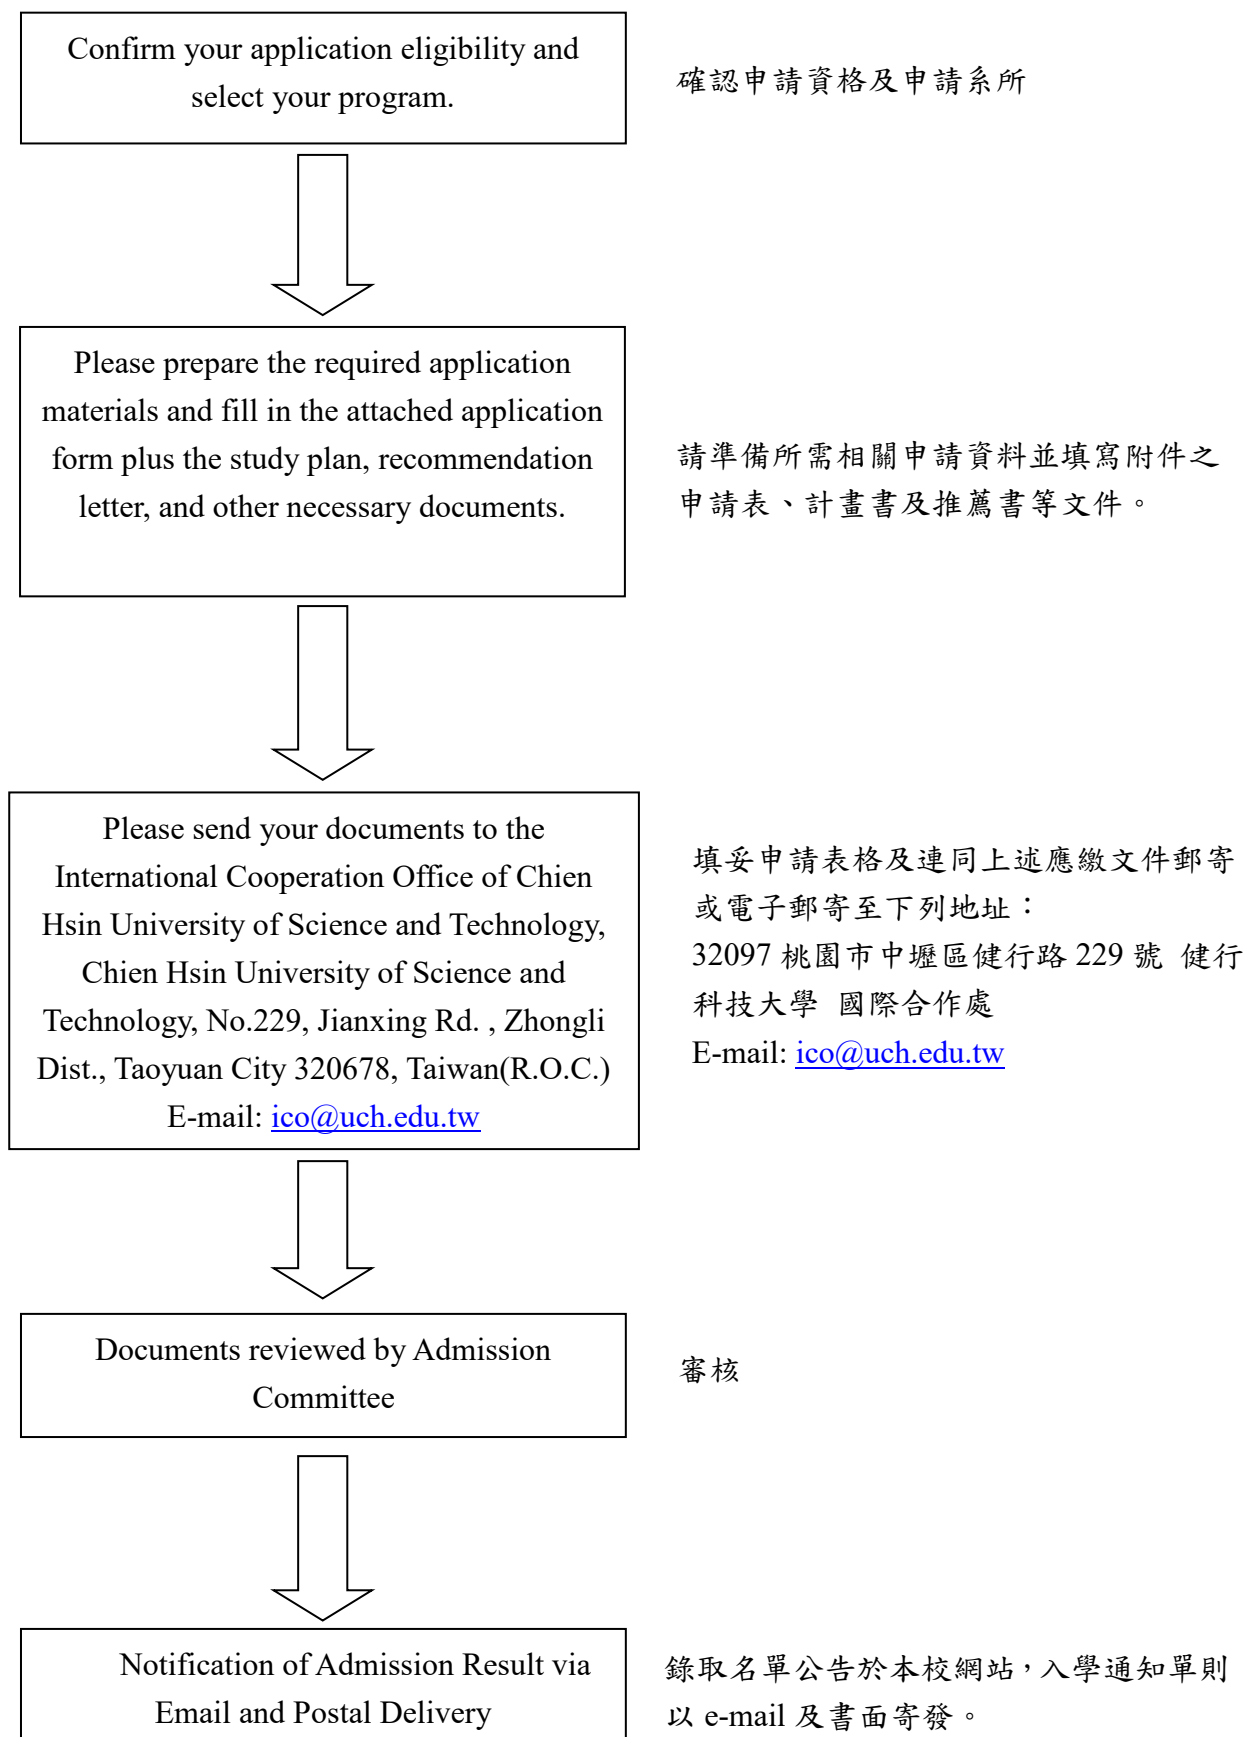 Confirm your application eligibility and
select your program.
確認申請資格及申請系所
Please prepare the required application
materials and fill in the attached application
form plus the study plan, recommendation
letter, and other necessary documents.
請準備所需相關申請資料並填寫附件之
申請表、計畫書及推薦書等文件。
Please send your documents to the
International Cooperation Office of Chien
Hsin University of Science and Technology,
Chien Hsin University of Science and
Technology, No.229, Jianxing Rd. , Zhongli
Dist., Taoyuan City 320678, Taiwan(R.O.C.)
E-mail: ico@uch.edu.tw
填妥申請表格及連同上述應繳文件郵寄
或電子郵寄至下列地址：
32097 桃園市中壢區健行路 229 號 健行
科技大學 國際合作處
E-mail: ico@uch.edu.tw
Documents reviewed by Admission
Committee
審核
Notification of Admission Result via
Email and Postal Delivery
錄取名單公告於本校網站，入學通知單則
以 e-mail 及書面寄發。